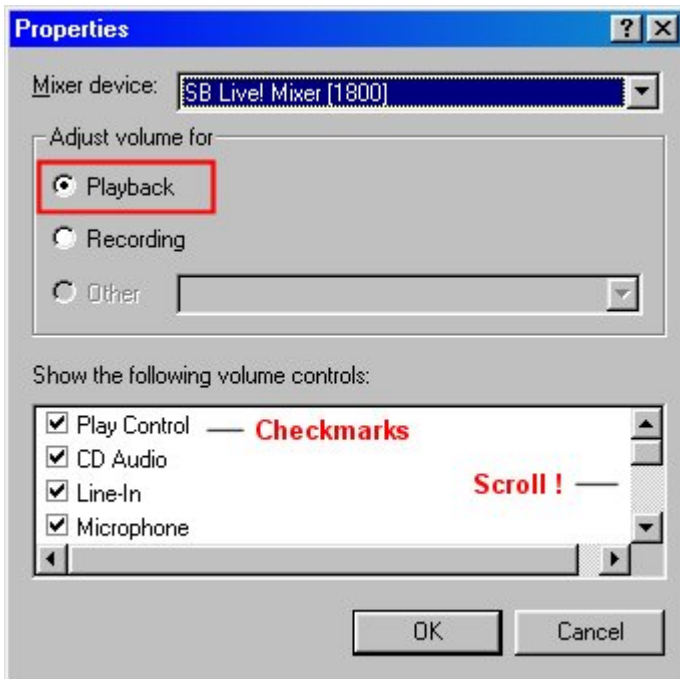 Properties
Mixer device: SB Live! Mixer [1800]
Adjust volume for
Playback
Recording
Other
Show the following volume controls:
Play Control — Checkmarks
CD Audio
Line-In Scroll ! —
Microphone
OK Cancel